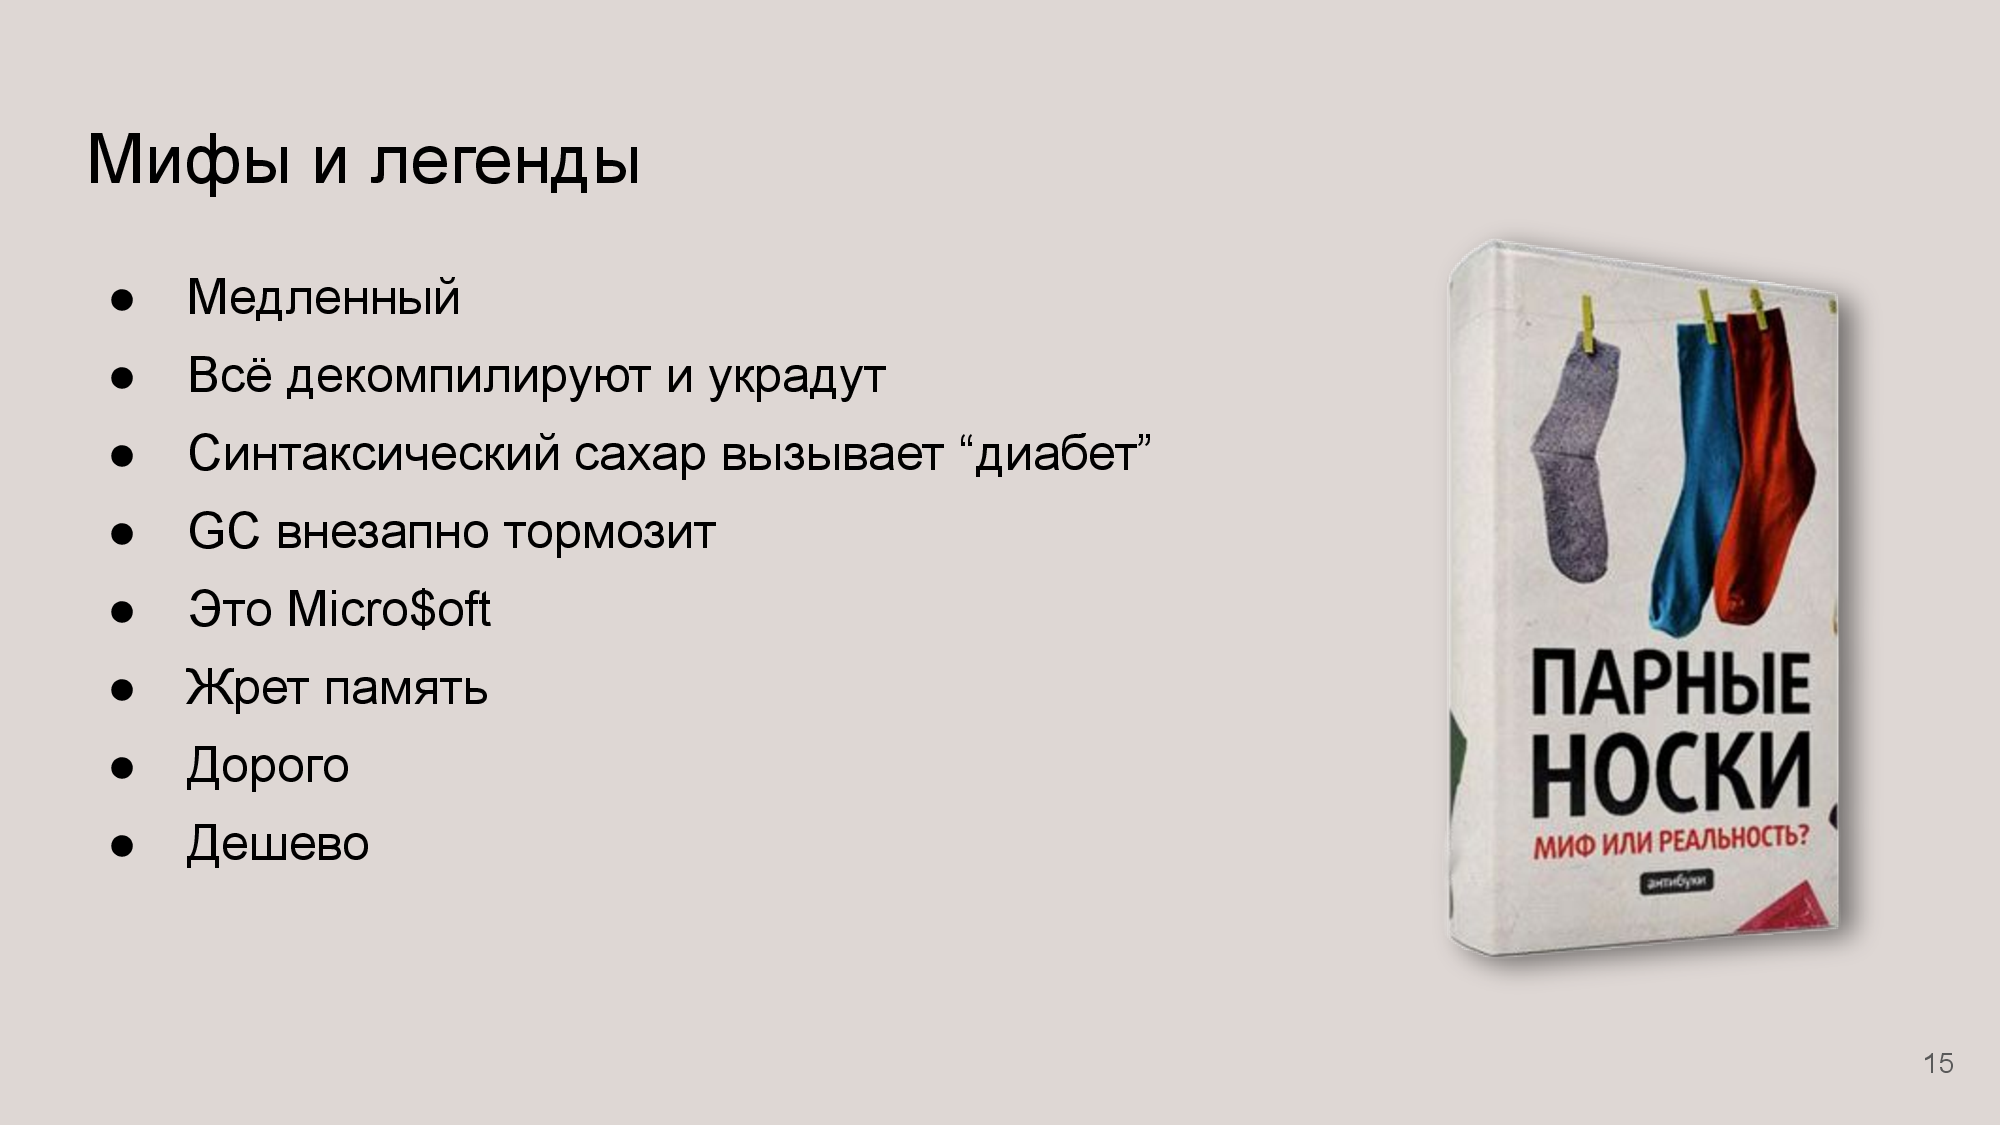 Мифы и легенды
● Медленный
● Всё декомпилируют и украдут
● Синтаксический сахар вызывает “диабет”
● GC внезапно тормозит
● Это Micro$oft
● Жрет память
● Дорого
● Дешево
ПАРНЫЕ
НОСКИ
МИФ ИЛИ РЕАЛЬНОСТЬ?
антибуки
15